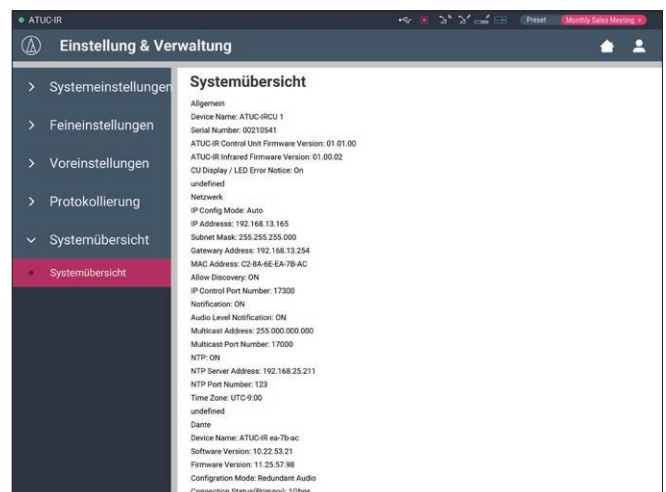 ATUC-IR
Preset
Monthly Sales Meeting
Einstellung & Verwaltung
Systemeinstellungen
Feineinstellungen
Voreinstellungen
Protokollierung
Systemübersicht
Systemübersicht
Systemübersicht
Allgemein
Device Name: ATUC-IRCU 1
Serial Number: 00210541
ATUC-IR Control Unit Firmware Version: 01.01.00
ATUC-IR Infrared Firmware Version: 01.00.02
CU Display / LED Error Notice: On
undefined
Netzwerk
IP Config Mode: Auto
IP Addresss: 192.168.13.165
Subnet Mask: 255.255.255.000
Gateway Address: 192.168.13.254
MAC Address: C2-8A-6E-EA-7B-AC
Allow Discovery: ON
IP Control Port Number: 17300
Notification: ON
Audio Level Notification: ON
Multicast Address: 255.000.000.000
Multicast Port Number: 17000
NTP: ON
NTP Server Address: 192.168.25.211
NTP Port Number: 123
Time Zone: UTC-9:00
undefined
Dante
Device Name: ATUC-IR ea-7b-ac
Software Version: 10.22.53.21
Firmware Version: 11.25.57.98
Configration Mode: Redundant Audio
Connection Status(Primary): 1Gbps